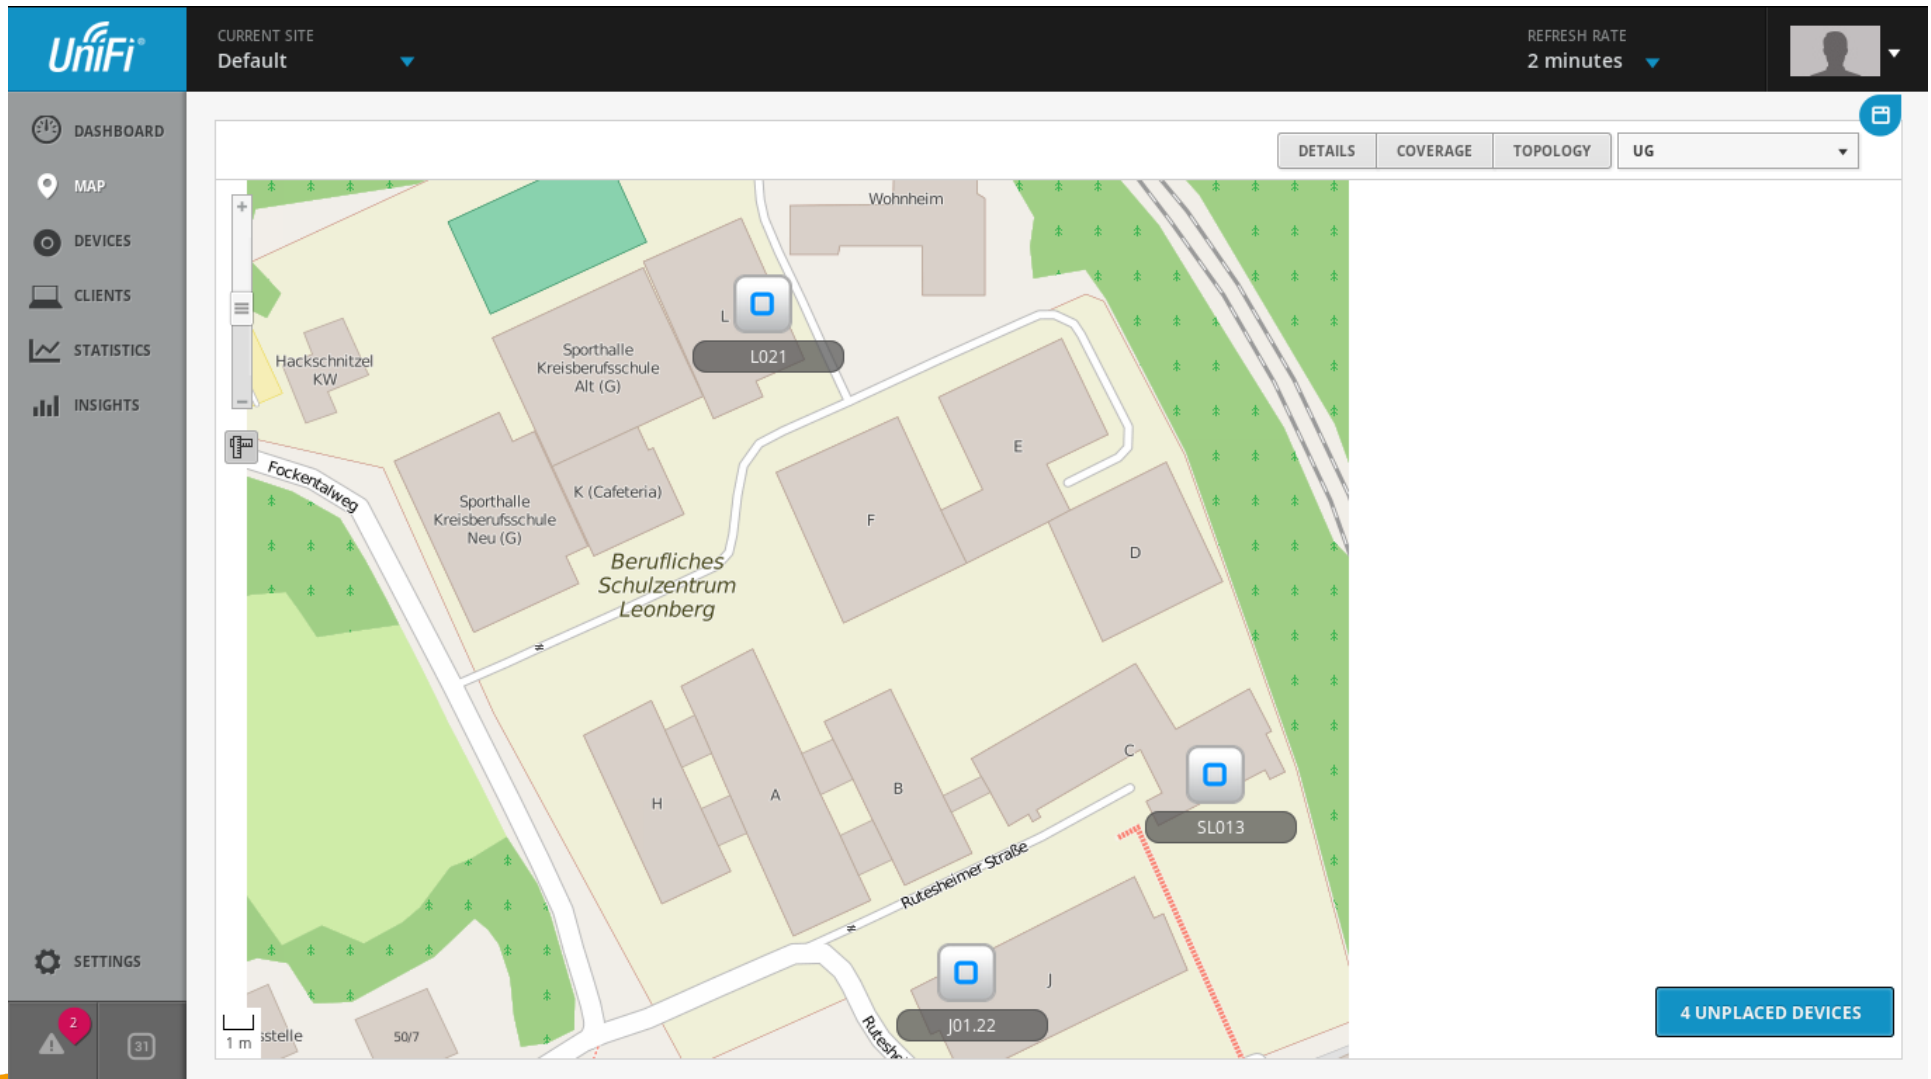 UniFi
CURRENT SITE
Default
REFRESH RATE
2 minutes
DASHBOARD
MAP
DEVICES
CLIENTS
STATISTICS
INSIGHTS
SETTINGS
2
31
DETAILS
COVERAGE
TOPOLOGY
UG
Wohnheim
L
L021
Hackschnitzel
KW
Sporthalle
Kreisberufsschule
Alt (G)
E
Fockentalweg
K (Cafeteria)
Sporthalle
Kreisberufsschule
Neu (G)
F
D
Berufliches
Schulzentrum
Leonberg
C
H
A
B
SL013
Rutesheimer Straße
J
J01.22
Ruteshe
sstelle
50/7
1 m
4 UNPLACED DEVICES